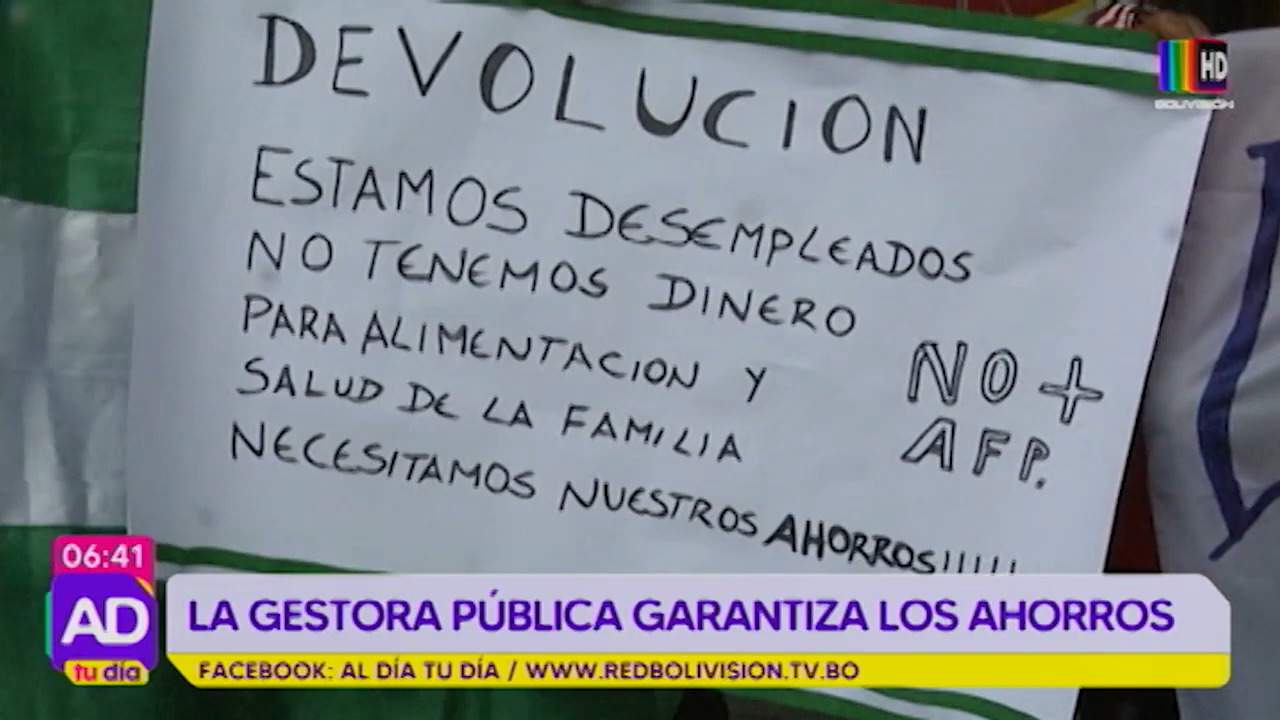 DEVOLUCION
ESTAMOS DESEMPLEADOS
NO TENEMOS DINERO
PARA ALIMENTACION Y
SALUD DE LA FAMILIA
NECESITAMOS NUESTROS AHORROS!!!!!
NO +
AFP.
HD
BOLIVISIÓN
06:41
AD
tu día
LA GESTORA PÚBLICA GARANTIZA LOS AHORROS
FACEBOOK: AL DÍA TU DÍA / WWW.REDBOLIVISION.TV.BO